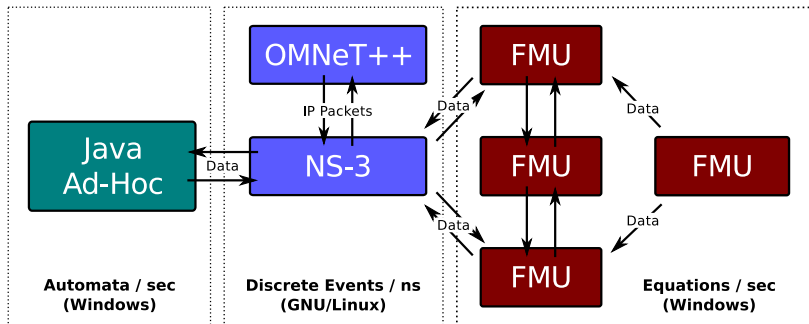 OMNeT++
IP Packets
NS-3
Java
Ad-Hoc
Data
FMU
Data
FMU
FMU
FMU
Data
Data
Data
FMU
Automata / sec
(Windows)
Discrete Events / ns
(GNU/Linux)
Equations / sec
(Windows)